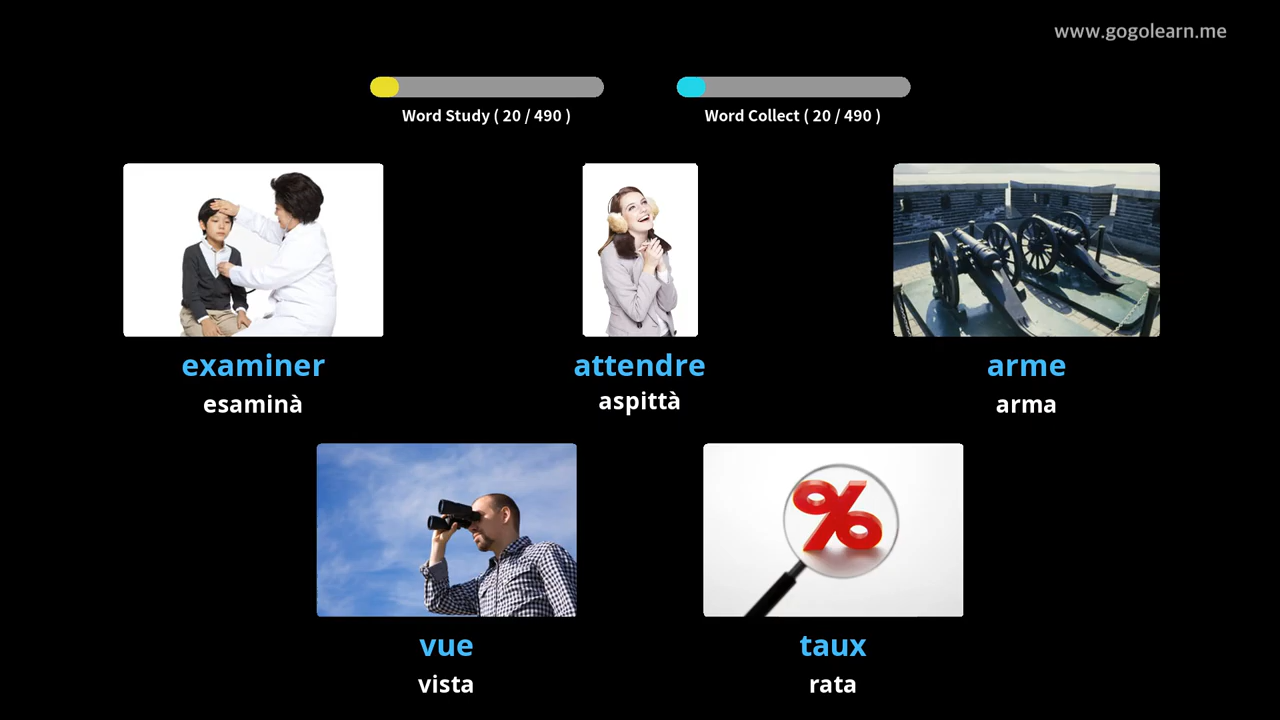 www.gogolearn.me
Word Study ( 20 / 490 )
Word Collect ( 20 / 490 )
examiner
esaminà
attendre
aspittà
arme
arma
vue
vista
%
taux
rata